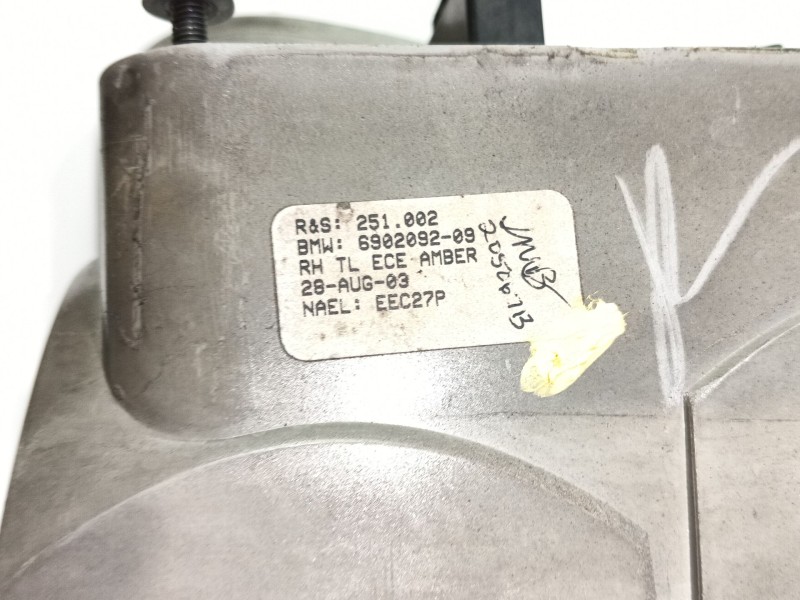 R&S: 251.002
BMW: 6902092-09
RH TL ECE AMBER
28-AUG-03
NAEL: EEC27P